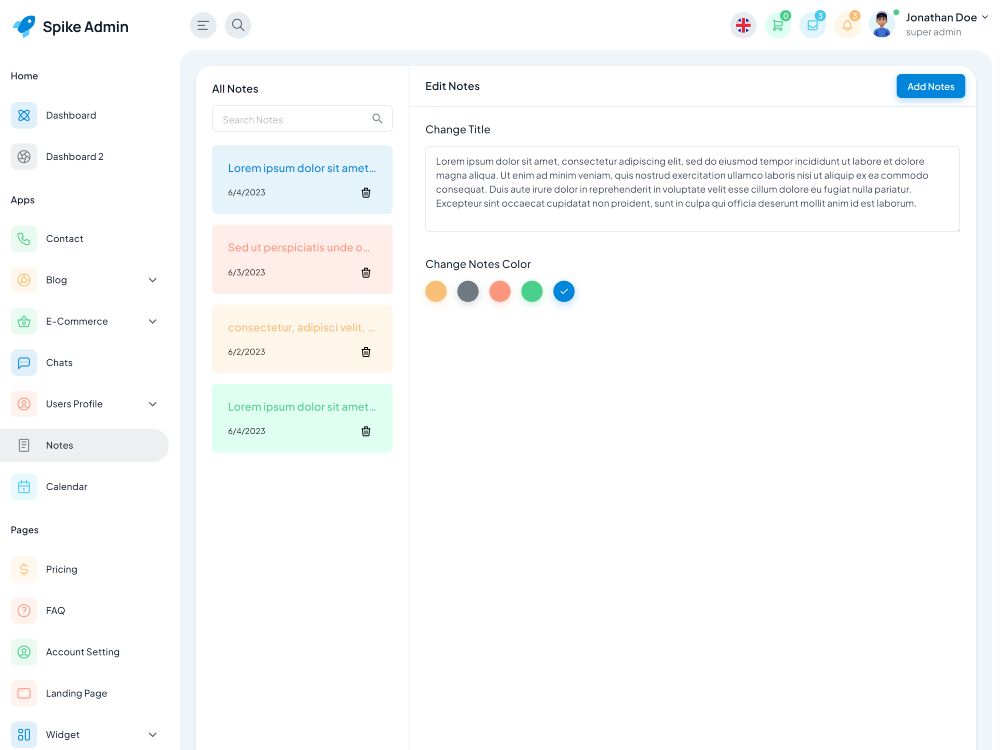 Spike Admin
0
3
3
Jonathan Doe
super admin
Home
Dashboard
Dashboard 2
Apps
Contact
Blog
E-Commerce
Chats
Users Profile
Notes
Calendar
Pages
Pricing
FAQ
Account Setting
Landing Page
Widget
All Notes
Search Notes
Lorem ipsum dolor sit amet...
6/4/2023
Sed ut perspiciatis unde o...
6/3/2023
consectetur, adipisci velit, ...
6/2/2023
Lorem ipsum dolor sit amet...
6/4/2023
Edit Notes
Add Notes
Change Title
Lorem ipsum dolor sit amet, consectetur adipiscing elit, sed do eiusmod tempor incididunt ut labore et dolore
magna aliqua. Ut enim ad minim veniam, quis nostrud exercitation ullamco laboris nisi ut aliquip ex ea commodo
consequat. Duis aute irure dolor in reprehenderit in voluptate velit esse cillum dolore eu fugiat nulla pariatur.
Excepteur sint occaecat cupidatat non proident, sunt in culpa qui officia deserunt mollit anim id est laborum.
Change Notes Color